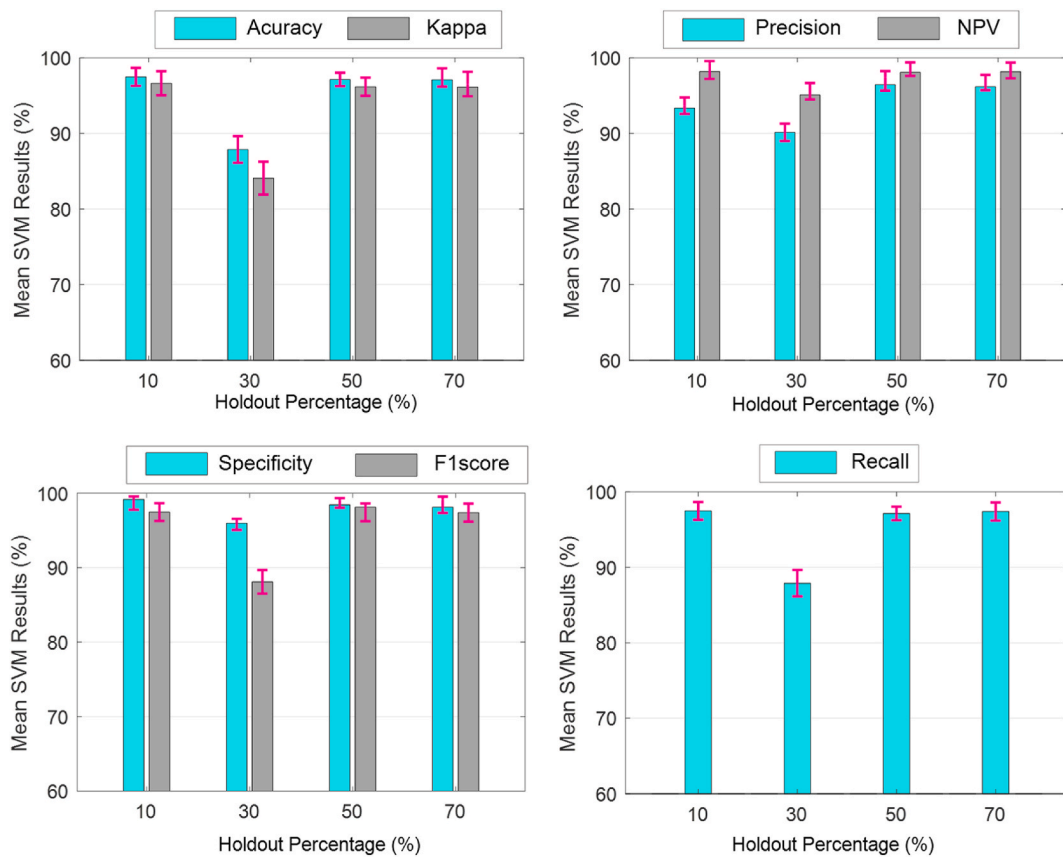 Acuracy Kappa
100
90
80
70
60
Mean SVM Results (%)
10 30 50 70
Holdout Percentage (%)
Precision NPV
100
90
80
70
60
Mean SVM Results (%)
10 30 50 70
Holdout Percentage (%)
Specificity F1score
100
90
80
70
60
Mean SVM Results (%)
10 30 50 70
Holdout Percentage (%)
Recall
100
90
80
70
60
Mean SVM Results (%)
10 30 50 70
Holdout Percentage (%)